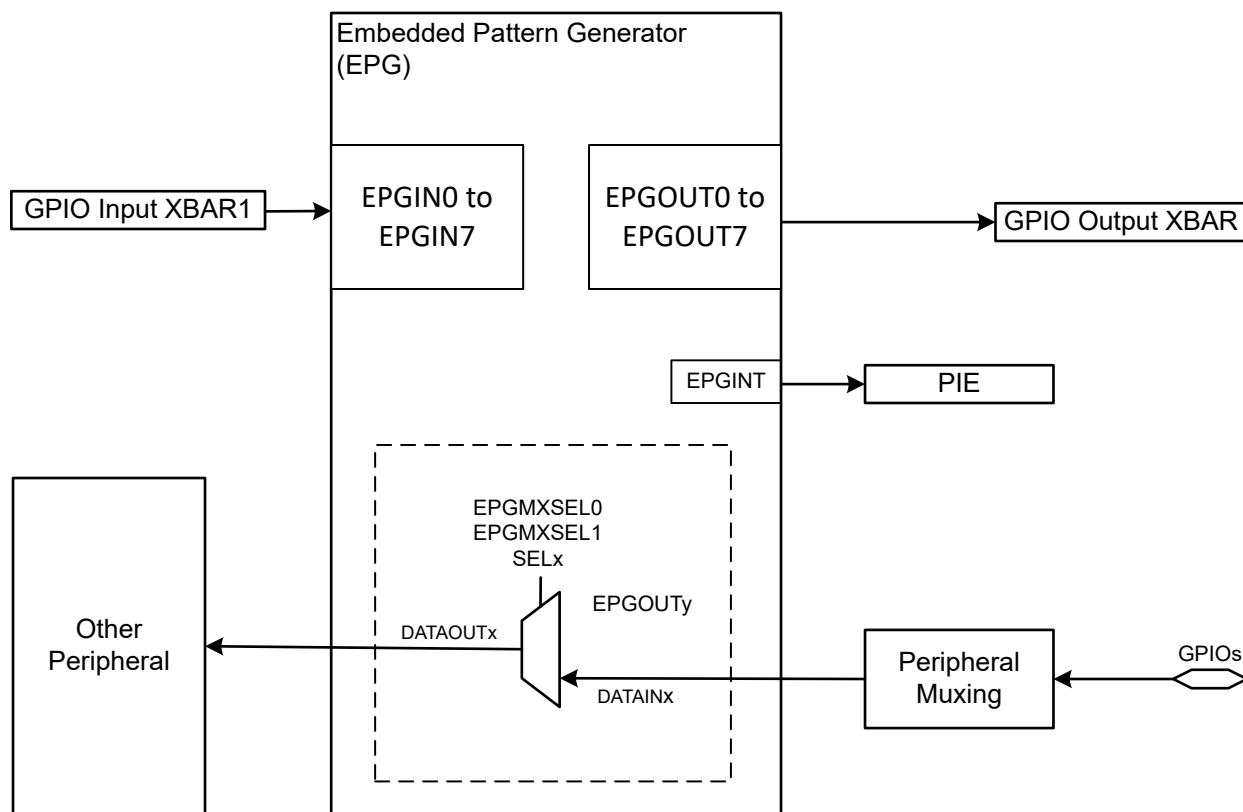 Embedded Pattern Generator
(EPG)
GPIO Input XBAR1
EPGIN0 to
EPGIN7
EPGOUT0 to
EPGOUT7
GPIO Output XBAR
EPGINT
PIE
EPGMXSEL0
EPGMXSEL1
SELx
EPGOUTy
DATAOUTx
DATAINx
Other
Peripheral
Peripheral
Muxing
GPIOs